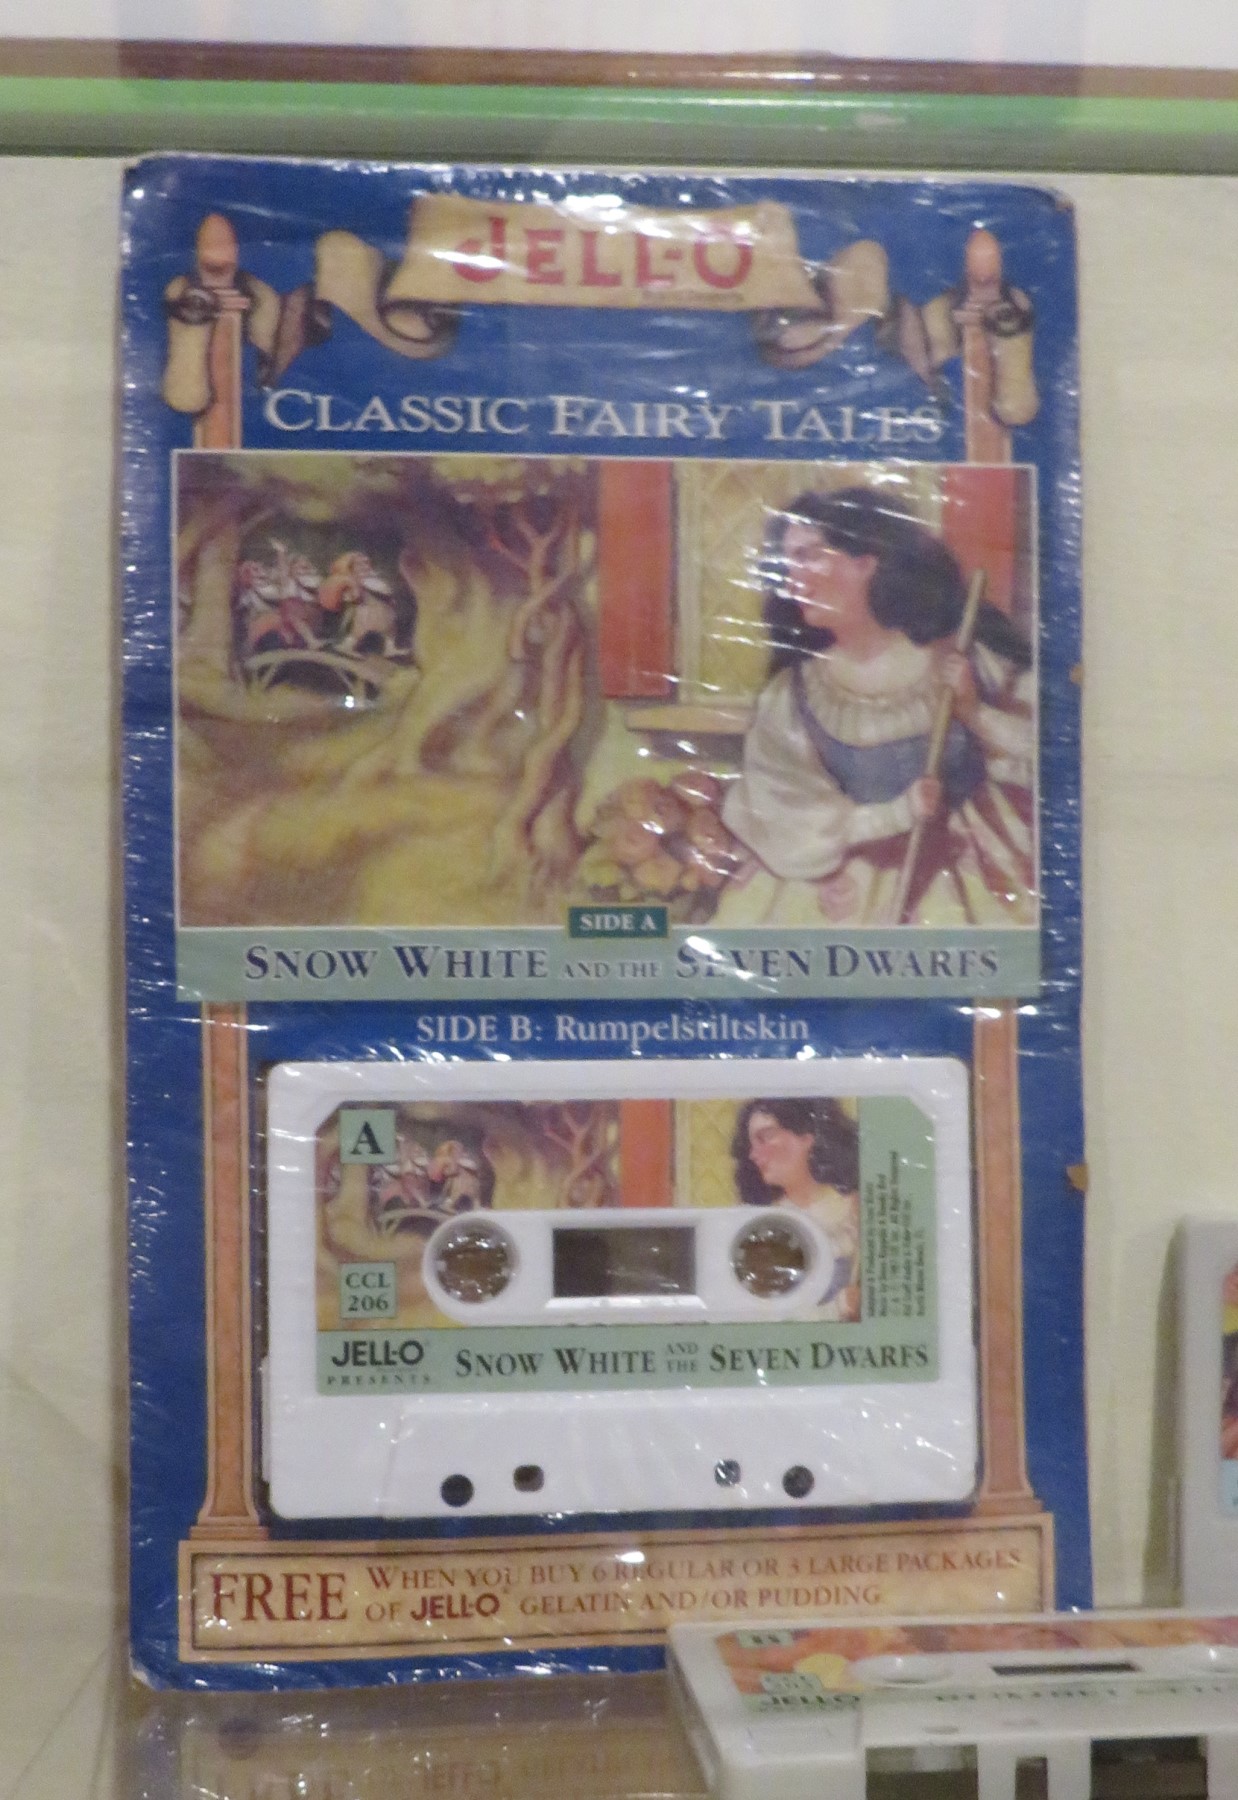 JELL-O
CLASSIC FAIRY TALES
SIDE A
SNOW WHITE AND THE SEVEN DWARFS
SIDE B: Rumpelstiltskin
A
CCL
206
JELL-O®
PRESENTS
SNOW WHITE AND THE SEVEN DWARFS
FREE WHEN YOU BUY 6 REGULAR OR 3 LARGE PACKAGES
OF JELL-O® GELATIN AND/OR PUDDING
JELL-O